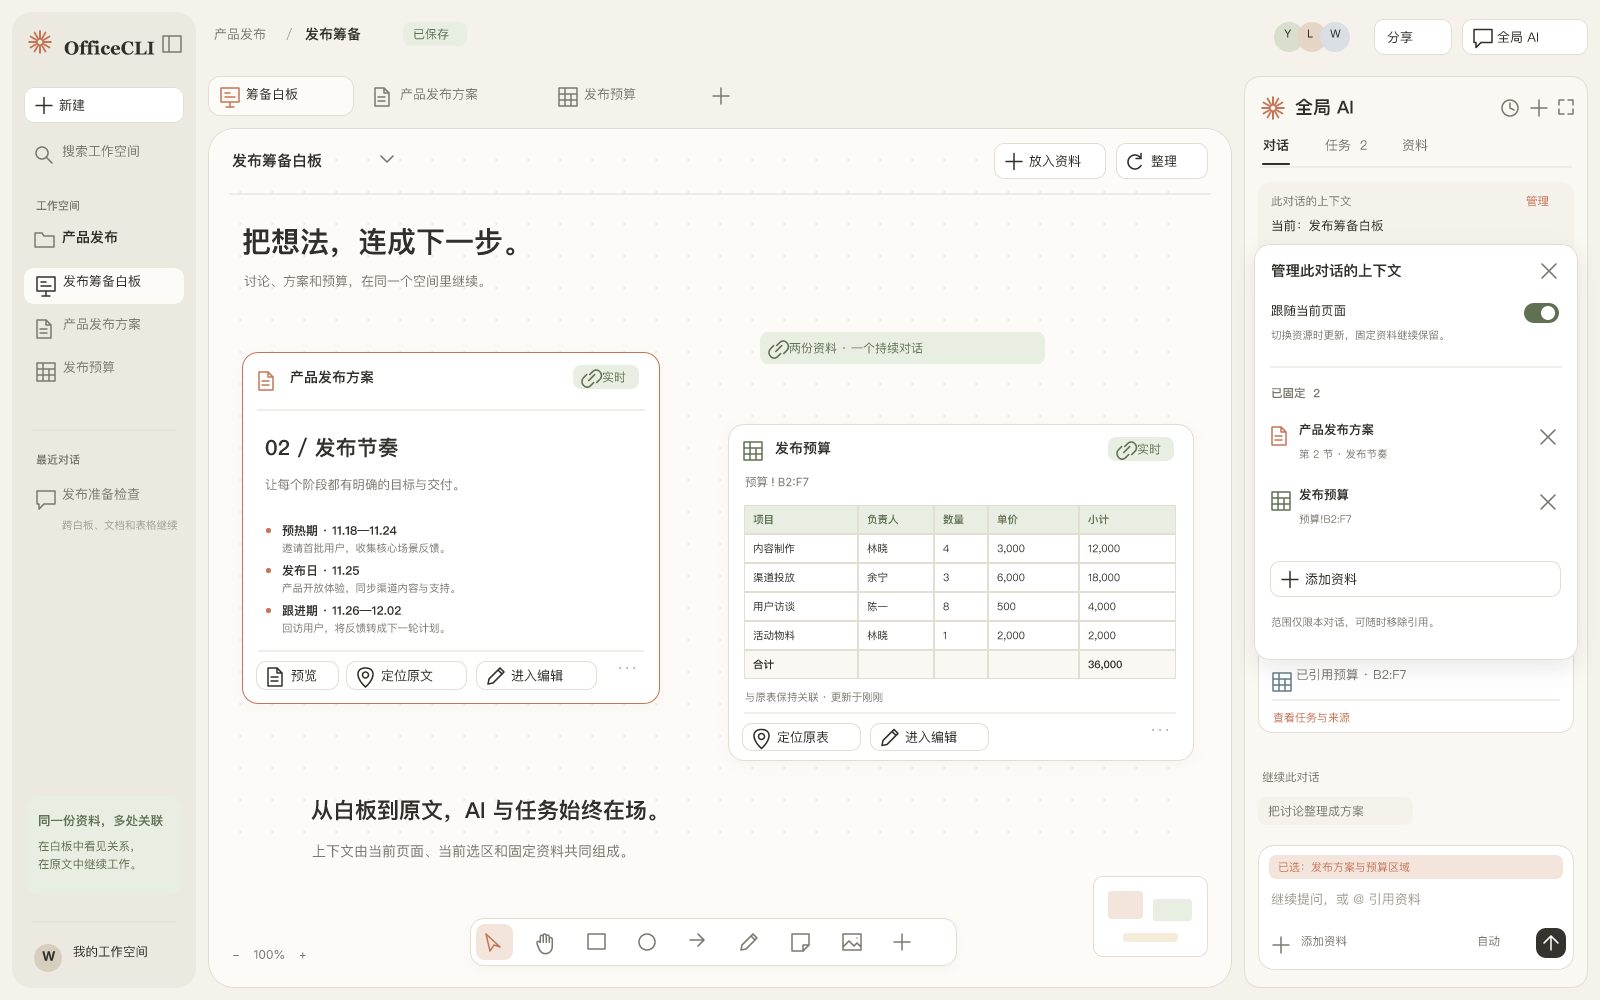 OfficeCLI
新建
搜索工作空间
工作空间
产品发布
发布筹备白板
产品发布方案
发布预算
最近对话
发布准备检查
跨白板、文档和表格继续
同一份资料，多处关联
在白板中看见关系，
在原文中继续工作。
W 我的工作空间
产品发布 / 发布筹备 已保存
Y L W 分享 全局 AI
筹备白板 产品发布方案 发布预算
发布筹备白板
放入资料 整理
把想法，连成下一步。
讨论、方案和预算，在同一个空间里继续。
两份资料 · 一个持续对话
产品发布方案 实时
02 / 发布节奏
让每个阶段都有明确的目标与交付。
预热期 · 11.18—11.24
邀请首批用户，收集核心场景反馈。
发布日 · 11.25
产品开放体验，同步渠道内容与支持。
跟进期 · 11.26—12.02
回访用户，将反馈转成下一轮计划。
预览 定位原文 进入编辑 ···
发布预算 实时
预算 ! B2:F7
项目 负责人 数量 单价 小计
内容制作 林晓 4 3,000 12,000
渠道投放 余宁 3 6,000 18,000
用户访谈 陈一 8 500 4,000
活动物料 林晓 1 2,000 2,000
合计 36,000
与原表保持关联 · 更新于刚刚
定位原表 进入编辑 ···
从白板到原文，AI 与任务始终在场。
上下文由当前页面、当前选区和固定资料共同组成。
− 100% +
全局 AI
对话 任务 2 资料
此对话的上下文 管理
当前：发布筹备白板
管理此对话的上下文
跟随当前页面
切换资源时更新，固定资料继续保留。
已固定 2
产品发布方案
第 2 节 · 发布节奏
发布预算
预算!B2:F7
添加资料
范围仅限本对话，可随时移除引用。
已引用预算 · B2:F7
查看任务与来源
继续此对话
把讨论整理成方案
已选：发布方案与预算区域
继续提问，或 @ 引用资料
添加资料 自动